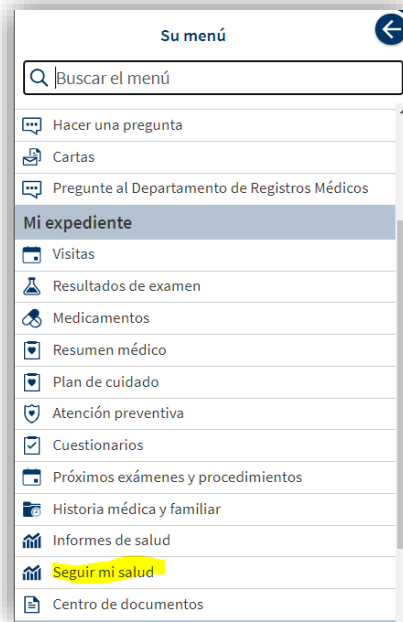 Su menú
Buscar el menú
Hacer una pregunta
Cartas
Pregunte al Departamento de Registros Médicos
Mi expediente
Visitas
Resultados de examen
Medicamentos
Resumen médico
Plan de cuidado
Atención preventiva
Cuestionarios
Próximos exámenes y procedimientos
Historia médica y familiar
Informes de salud
Seguir mi salud
Centro de documentos